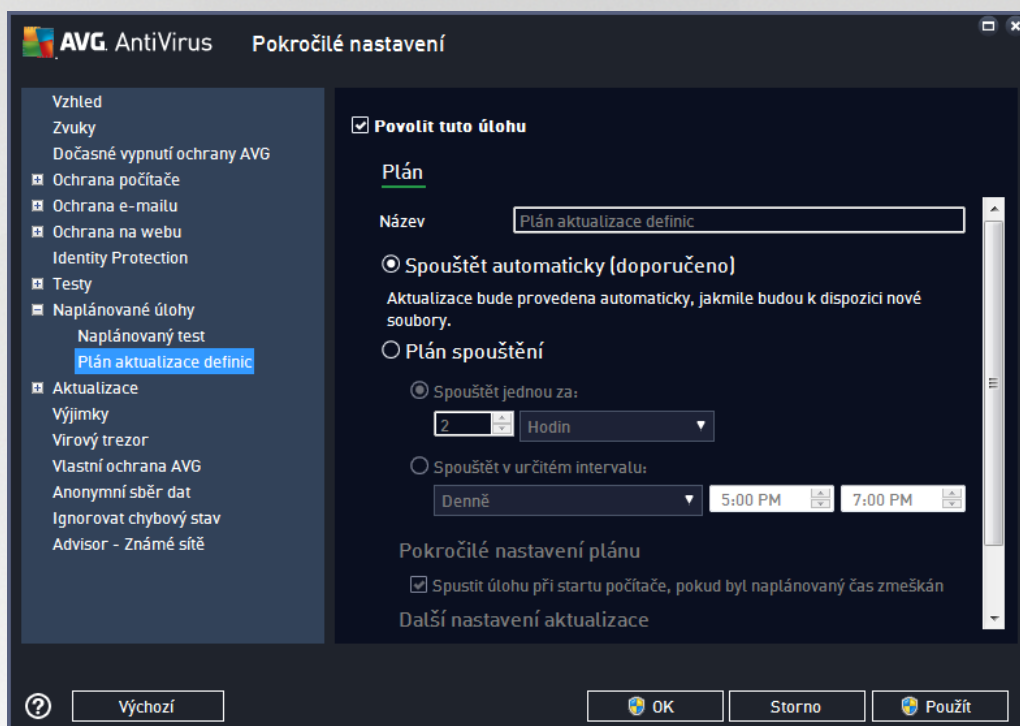 AVG. AntiVirus Pokročilé nastavení
Vzhled
Zvuky
Dočasné vypnutí ochrany AVG
Ochrana počítače
Ochrana e-mailu
Ochrana na webu
Identity Protection
Testy
Naplánované úlohy
Naplánovaný test
Plán aktualizace definic
Aktualizace
Výjimky
Virový trezor
Vlastní ochrana AVG
Anonymní sběr dat
Ignorovat chybový stav
Advisor - Známé sítě
Povolit tuto úlohu
Plán
Název Plán aktualizace definic
Spouštět automaticky (doporučeno)
Aktualizace bude provedena automaticky, jakmile budou k dispozici nové
soubory.
Plán spouštění
Spouštět jednou za:
2 Hodin
Spouštět v určitém intervalu:
Denně 5:00 PM 7:00 PM
Pokročilé nastavení plánu
Spustit úlohu při startu počítače, pokud byl naplánovaný čas zmeškán
Další nastavení aktualizace
Výchozí OK Storno Použít